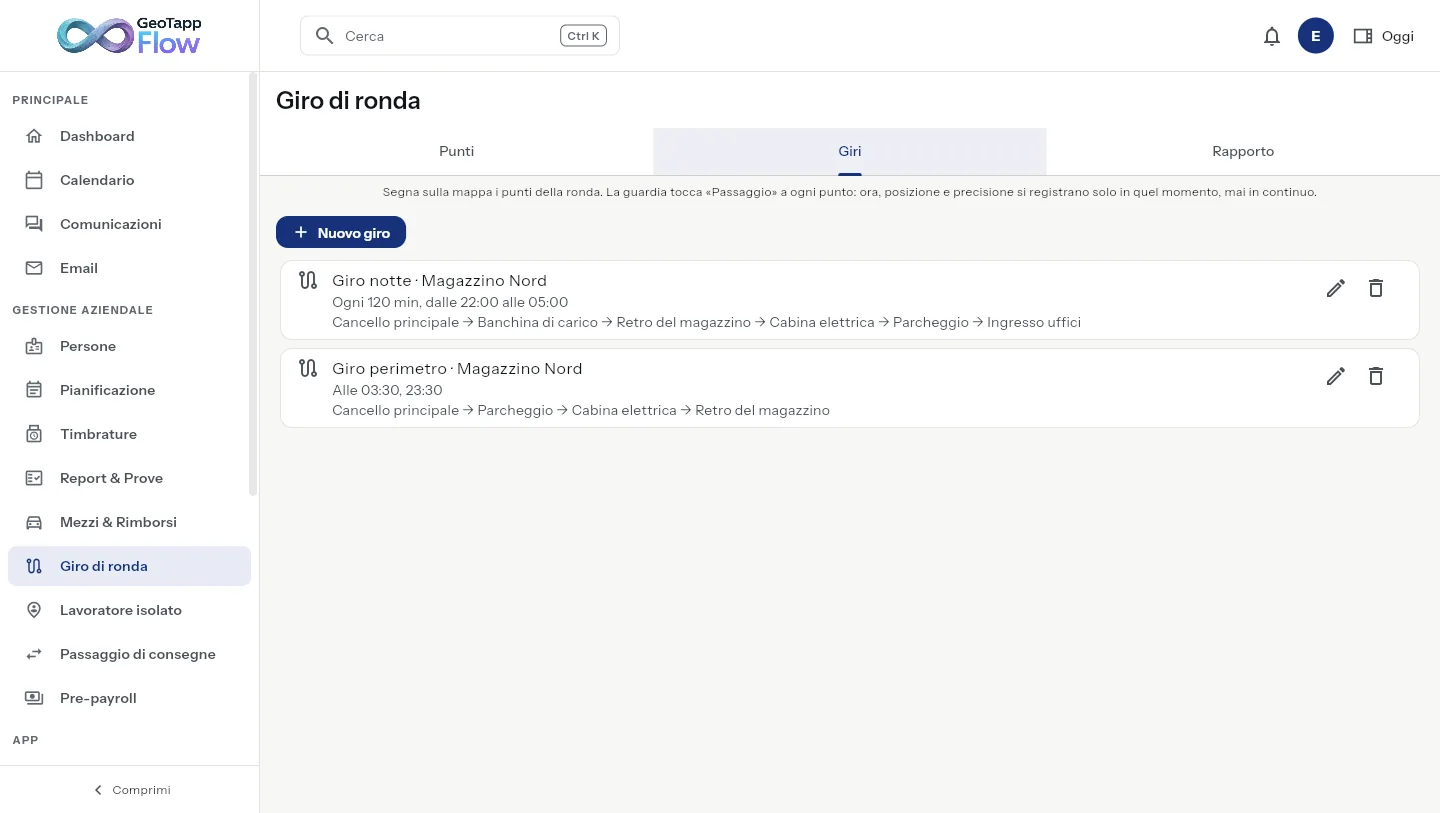 GeoTapp
Flow
Cerca
Ctrl K
E
Oggi
PRINCIPALE
Dashboard
Calendario
Comunicazioni
Email
GESTIONE AZIENDALE
Persone
Pianificazione
Timbrature
Report & Prove
Mezzi & Rimborsi
Giro di ronda
Lavoratore isolato
Passaggio di consegne
Pre-payroll
APP
Comprimi
Giro di ronda
Punti
Giri
Rapporto
Segna sulla mappa i punti della ronda. La guardia tocca «Passaggio» a ogni punto: ora, posizione e precisione si registrano solo in quel momento, mai in continuo.
Nuovo giro
Giro notte · Magazzino Nord
Ogni 120 min, dalle 22:00 alle 05:00
Cancello principale → Banchina di carico → Retro del magazzino → Cabina elettrica → Parcheggio → Ingresso uffici
Giro perimetro · Magazzino Nord
Alle 03:30, 23:30
Cancello principale → Parcheggio → Cabina elettrica → Retro del magazzino